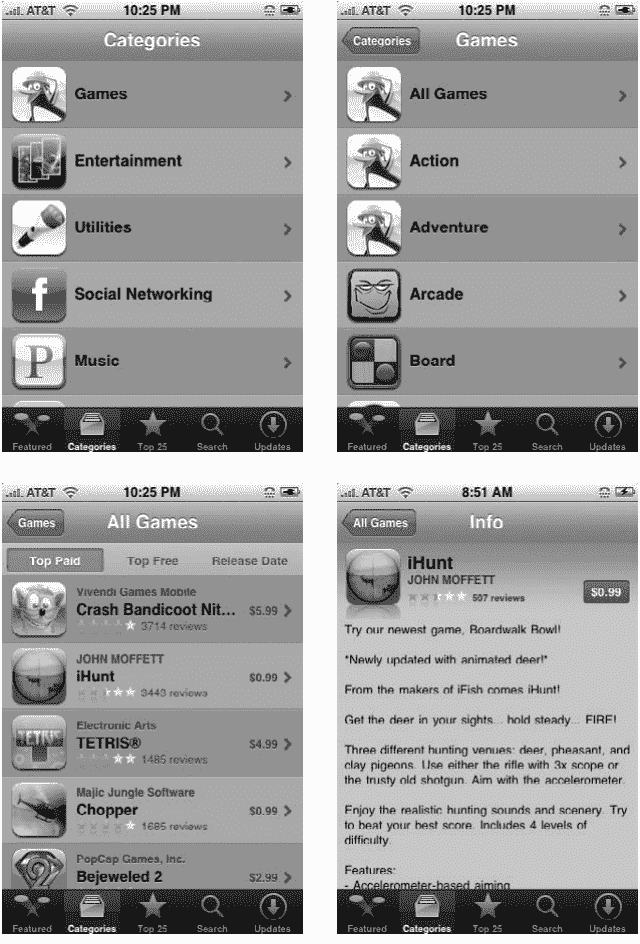 AT&T 10:25 PM
Categories
Games
Entertainment
Utilities
f Social Networking
P Music
Featured Categories Top 25 Search Updates
AT&T 10:25 PM
Categories Games
All Games
Action
Adventure
Arcade
Board
Featured Categories Top 25 Search Updates
AT&T 10:25 PM
Games All Games
Top Paid Top Free Release Date
Vivendi Games Mobile
Crash Bandicoot Nit... $5.99
3714 reviews
JOHN MOFFETT
iHunt $0.99
3443 reviews
Electronic Arts
TETRIS® $4.99
TETRIS
1485 reviews
Majic Jungle Software
Chopper $0.99
1685 reviews
PopCap Games, Inc.
Bejeweled 2 $2.99
Featured Categories Top 25 Search Updates
AT&T 8:51 AM
All Games Info
iHunt
JOHN MOFFETT
507 reviews $0.99
Try our newest game, Boardwalk Bowl!
*Newly updated with animated deer!*
From the makers of iFish comes iHunt!
Get the deer in your sights... hold steady... FIRE!
Three different hunting venues: deer, pheasant, and
clay pigeons. Use either the rifle with 3x scope or
the trusty old shotgun. Aim with the accelerometer.
Enjoy the realistic hunting sounds and scenery. Try
to beat your best score. Includes 4 levels of
difficulty.
Features:
- Accelerometer-based aiming
Featured Categories Top 25 Search Updates